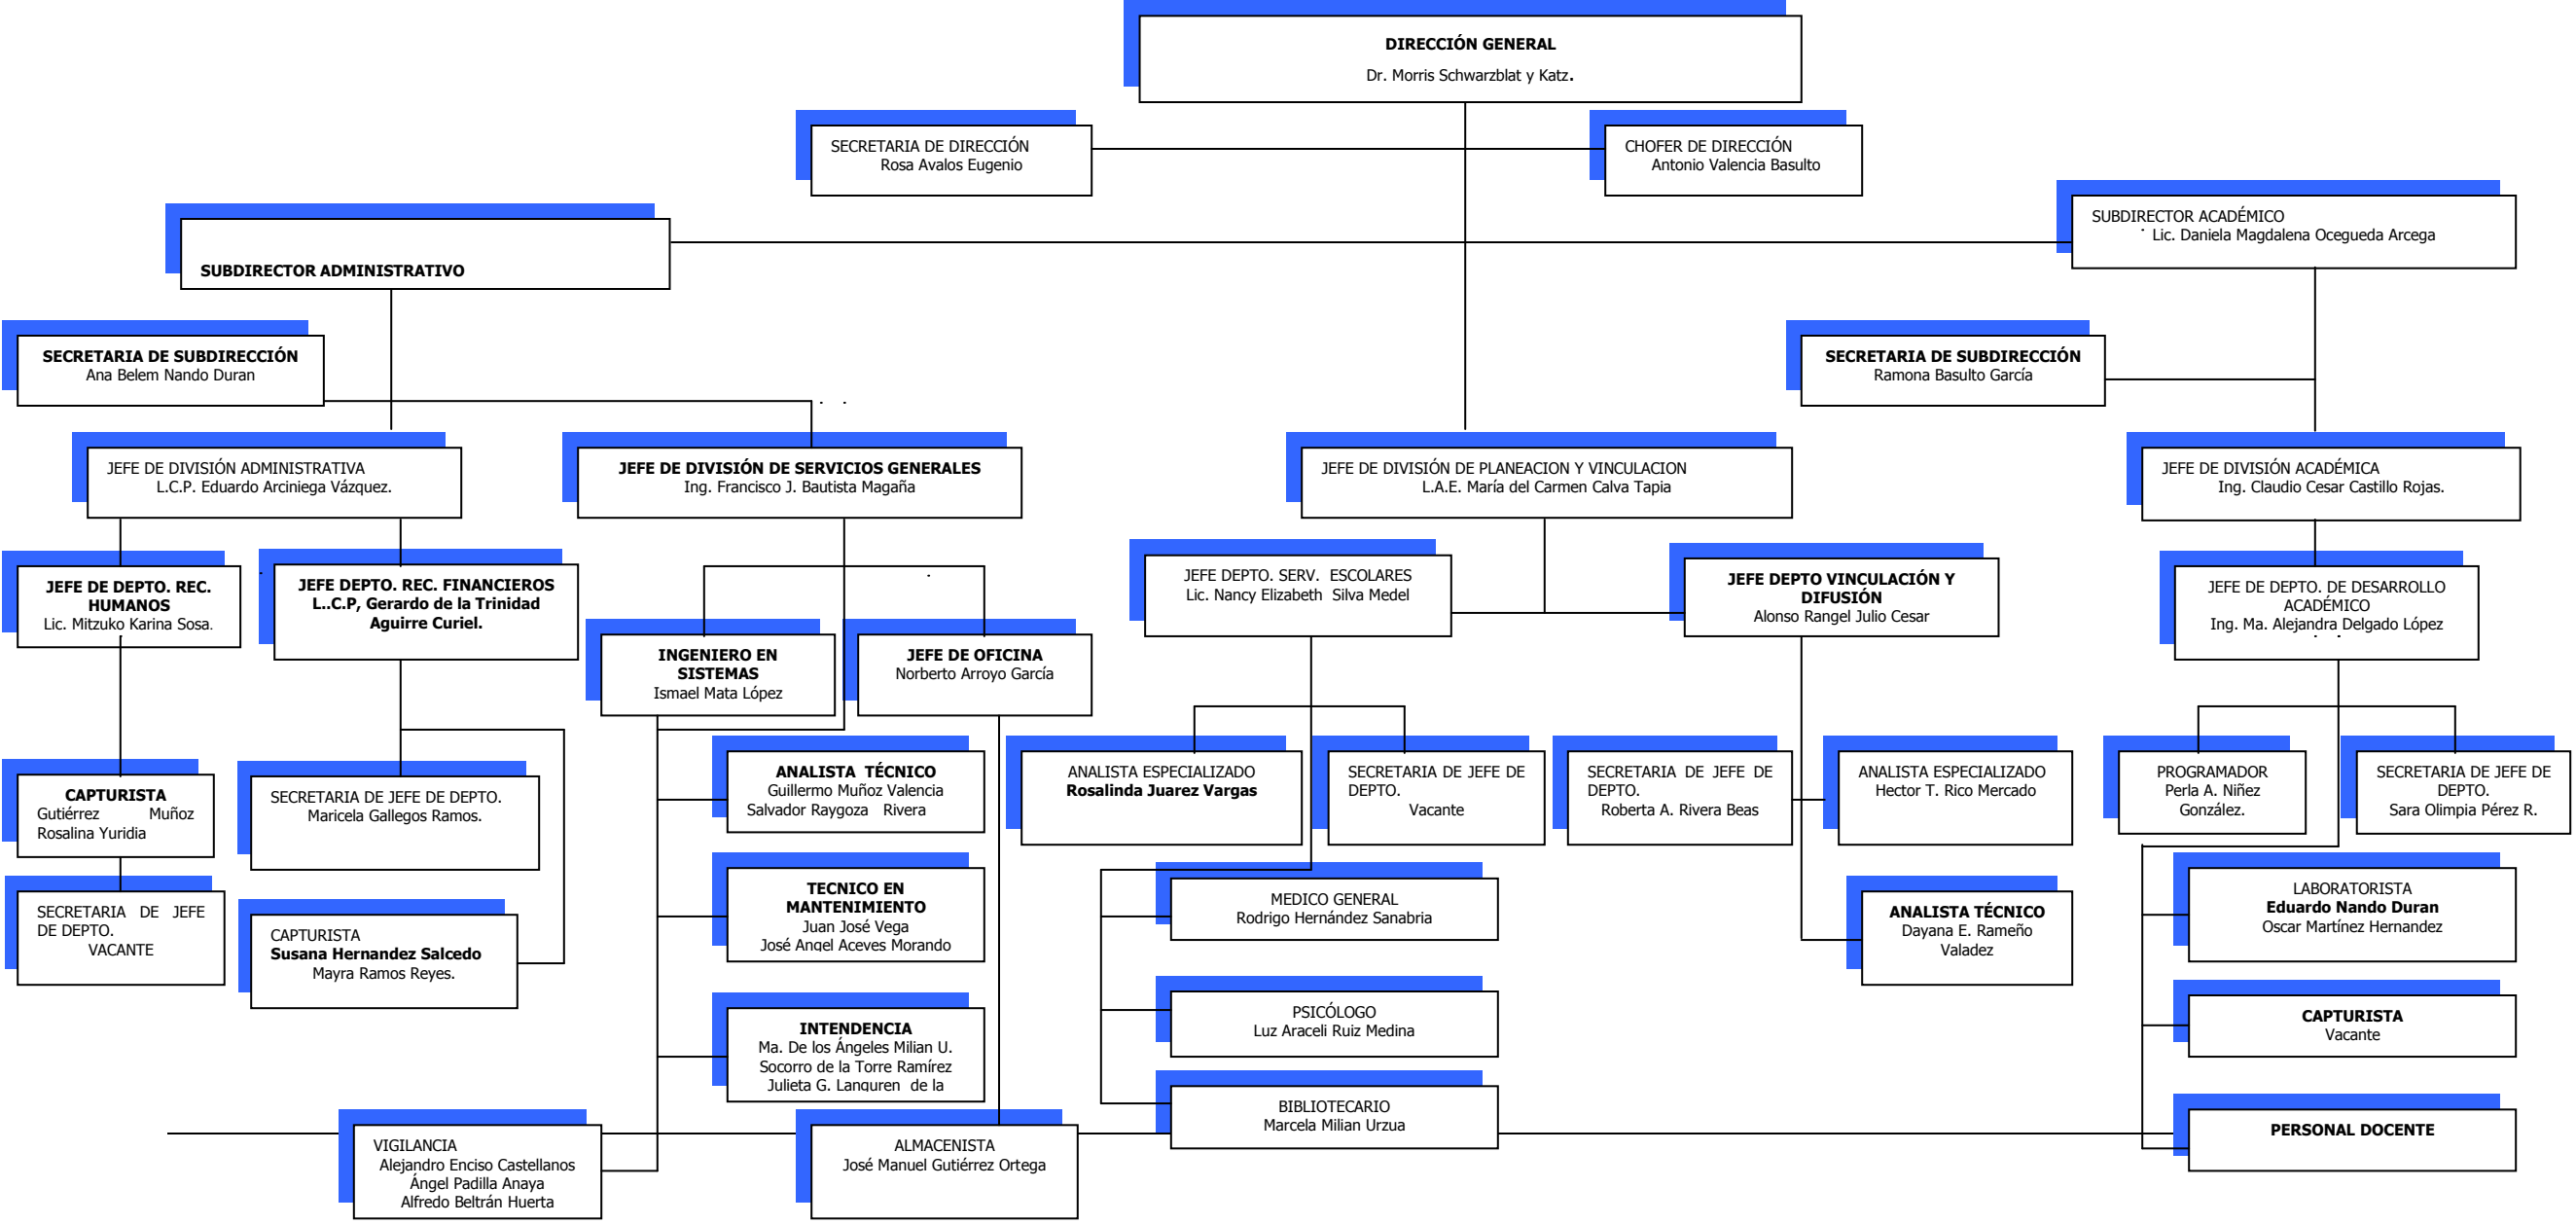 DIRECCIÓN GENERAL
Dr. Morris Schwarzblat y Katz.
SECRETARIA DE DIRECCIÓN
Rosa Avalos Eugenio
CHOFER DE DIRECCIÓN
Antonio Valencia Basulto
SUBDIRECTOR ADMINISTRATIVO
SUBDIRECTOR ACADÉMICO
Lic. Daniela Magdalena Ocegueda Arcega
SECRETARIA DE SUBDIRECCIÓN
Ana Belem Nando Duran
SECRETARIA DE SUBDIRECCIÓN
Ramona Basulto García
JEFE DE DIVISIÓN ADMINISTRATIVA
L.C.P. Eduardo Arciniega Vázquez.
JEFE DE DIVISIÓN DE SERVICIOS GENERALES
Ing. Francisco J. Bautista Magaña
JEFE DE DIVISIÓN DE PLANEACION Y VINCULACION
L.A.E. María del Carmen Calva Tapia
JEFE DE DIVISIÓN ACADÉMICA
Ing. Claudio Cesar Castillo Rojas.
JEFE DE DEPTO. REC.
HUMANOS
Lic. Mitzuko Karina Sosa.
JEFE DEPTO. REC. FINANCIEROS
L..C.P, Gerardo de la Trinidad
Aguirre Curiel.
INGENIERO EN
SISTEMAS
Ismael Mata López
JEFE DE OFICINA
Norberto Arroyo García
JEFE DEPTO. SERV. ESCOLARES
Lic. Nancy Elizabeth Silva Medel
JEFE DEPTO VINCULACIÓN Y
DIFUSIÓN
Alonso Rangel Julio Cesar
JEFE DE DEPTO. DE DESARROLLO
ACADÉMICO
Ing. Ma. Alejandra Delgado López
CAPTURISTA
Gutiérrez Muñoz
Rosalina Yuridia
SECRETARIA DE JEFE DE DEPTO.
Maricela Gallegos Ramos.
ANALISTA TÉCNICO
Guillermo Muñoz Valencia
Salvador Raygoza Rivera
ANALISTA ESPECIALIZADO
Rosalinda Juarez Vargas
SECRETARIA DE JEFE DE
DEPTO.
Vacante
SECRETARIA DE JEFE DE
DEPTO.
Roberta A. Rivera Beas
ANALISTA ESPECIALIZADO
Hector T. Rico Mercado
PROGRAMADOR
Perla A. Niñez
González.
SECRETARIA DE JEFE DE
DEPTO.
Sara Olimpia Pérez R.
SECRETARIA DE JEFE
DE DEPTO.
VACANTE
CAPTURISTA
Susana Hernandez Salcedo
Mayra Ramos Reyes.
TECNICO EN
MANTENIMIENTO
Juan José Vega
José Angel Aceves Morando
MEDICO GENERAL
Rodrigo Hernández Sanabria
ANALISTA TÉCNICO
Dayana E. Rameño
Valadez
LABORATORISTA
Eduardo Nando Duran
Oscar Martínez Hernandez
INTENDENCIA
Ma. De los Ángeles Milian U.
Socorro de la Torre Ramírez
Julieta G. Languren de la
PSICÓLOGO
Luz Araceli Ruiz Medina
CAPTURISTA
Vacante
VIGILANCIA
Alejandro Enciso Castellanos
Ángel Padilla Anaya
Alfredo Beltrán Huerta
ALMACENISTA
José Manuel Gutiérrez Ortega
BIBLIOTECARIO
Marcela Milian Urzua
PERSONAL DOCENTE